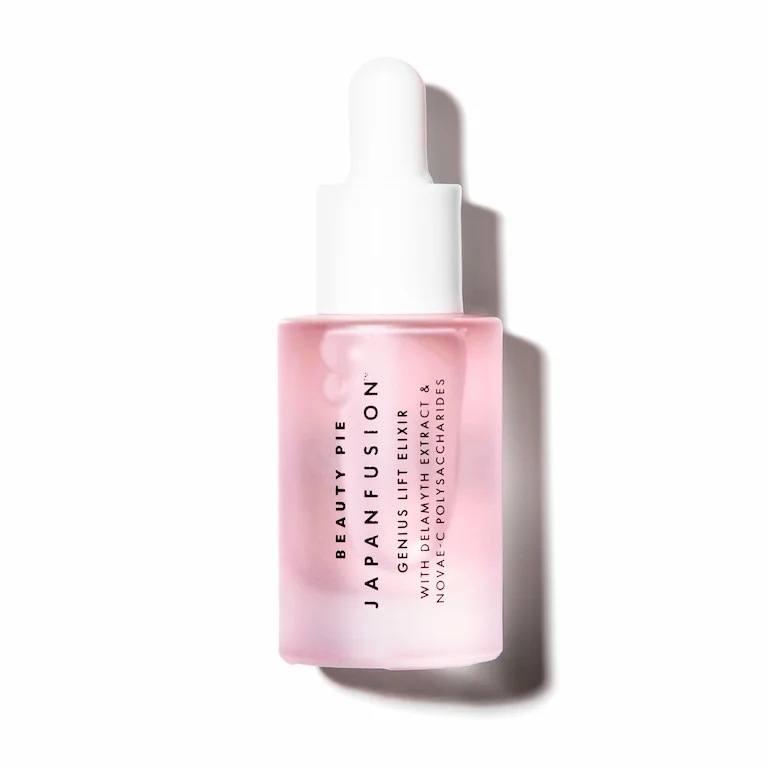 BEAUTY PIE
JAPANFUSION™
GENIUS LIFT ELIXIR
WITH DELAMYTH EXTRACT &
NOVAE-C POLYSACCHARIDES